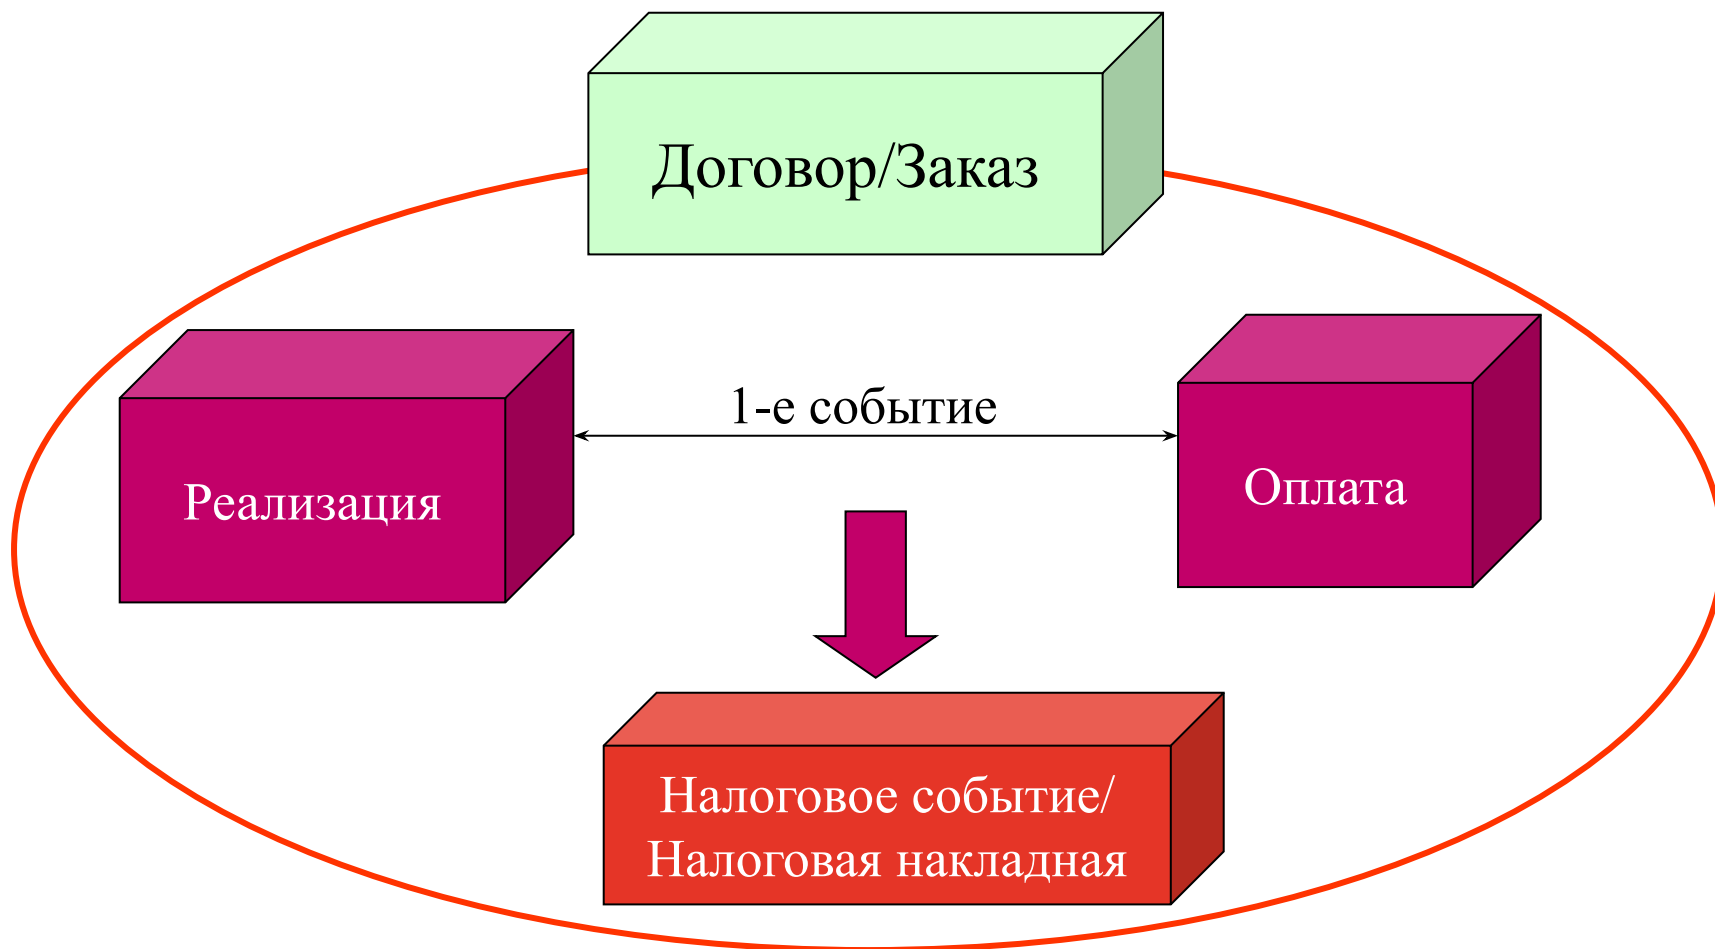 Договор/Заказ
1-е событие
Реализация
Оплата
Налоговое событие/
Налоговая накладная